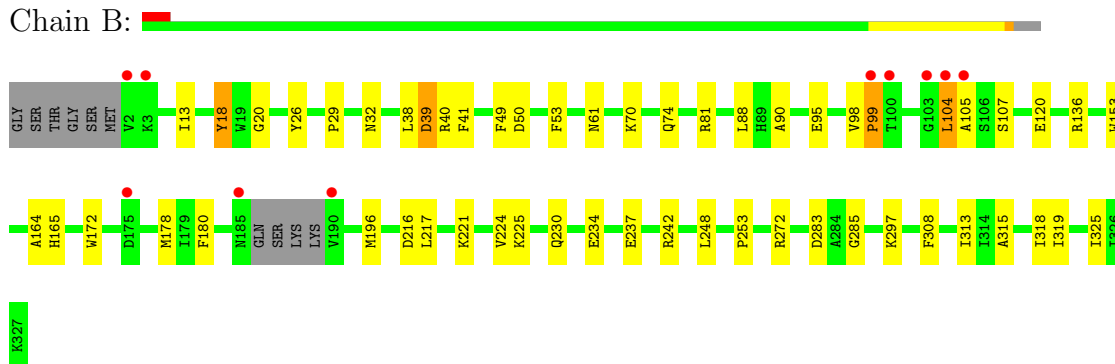 Chain B:
GLY SER THR GLY SER MET V2 K3 I13 Y18 W19 G20 Y26 P29 N32 L38 D39 R40 F41 F49 D50 F53 N61 K70 Q74 R81 L88 H89 A90 E95 V98 P99 T100 G103 L104 A105 S106 S107 E120 R136
A164 H165 W172 D175 M178 I179 F180 N185 GLN SER LYS LYS V190 M196 D216 L217 K221 V224 K225 Q230 E234 E237 R242 L248 P253 R272 D283 A284 G285 K297 F308 I313 I314 A315 I318 I319 I325
K327